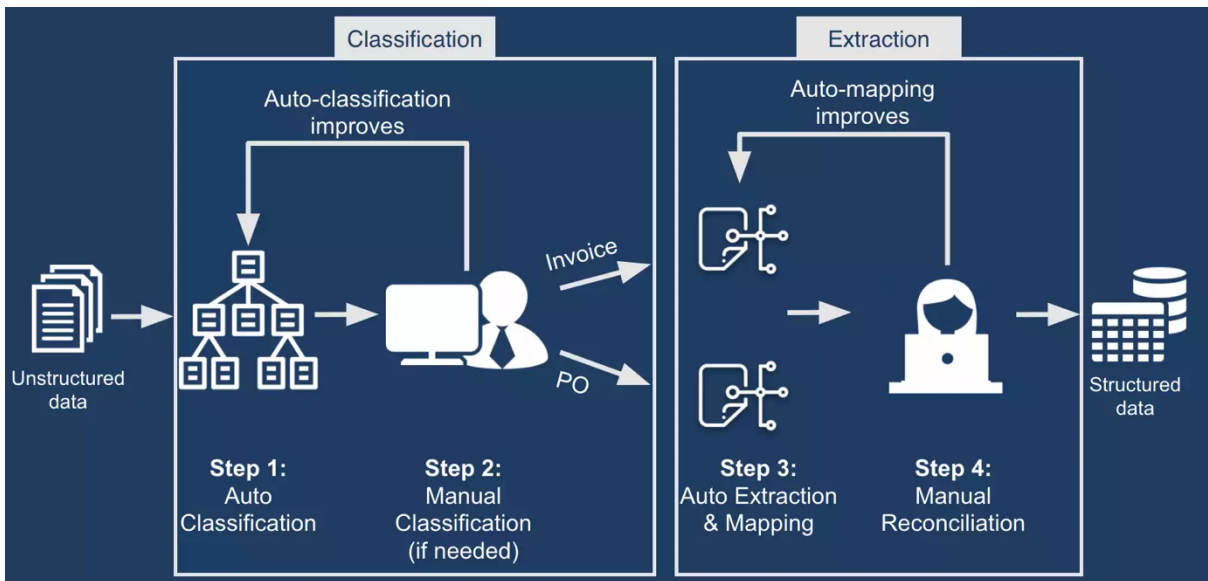 Classification
Extraction
Auto-classification
improves
Auto-mapping
improves
Invoice
PO
Unstructured
data
Structured
data
Step 1:
Auto
Classification
Step 2:
Manual
Classification
(if needed)
Step 3:
Auto Extraction
& Mapping
Step 4:
Manual
Reconciliation